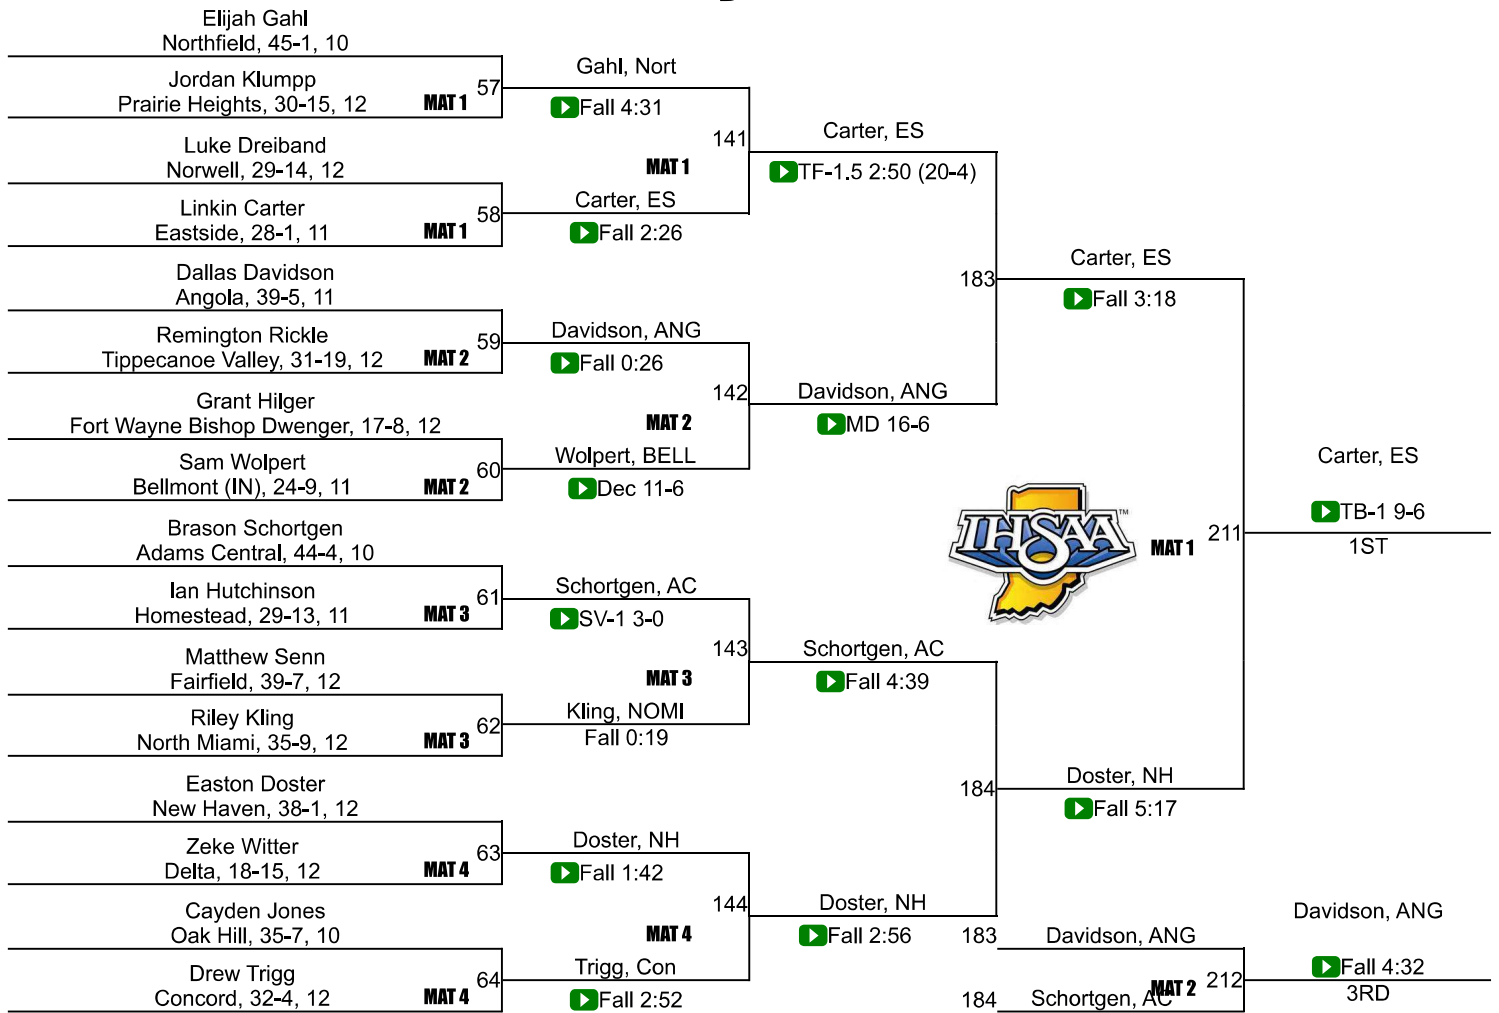 Elijah Gahl
Northfield, 45-1, 10
Jordan Klumpp
Prairie Heights, 30-15, 12
MAT 1
57
Luke Dreiband
Norwell, 29-14, 12
Linkin Carter
Eastside, 28-1, 11
MAT 1
58
Dallas Davidson
Angola, 39-5, 11
Remington Rickle
Tippecanoe Valley, 31-19, 12
MAT 2
59
Grant Hilger
Fort Wayne Bishop Dwenger, 17-8, 12
Sam Wolpert
Bellmont (IN), 24-9, 11
MAT 2
60
Brason Schortgen
Adams Central, 44-4, 10
Ian Hutchinson
Homestead, 29-13, 11
MAT 3
61
Matthew Senn
Fairfield, 39-7, 12
Riley Kling
North Miami, 35-9, 12
MAT 3
62
Easton Doster
New Haven, 38-1, 12
Zeke Witter
Delta, 18-15, 12
MAT 4
63
Cayden Jones
Oak Hill, 35-7, 10
Drew Trigg
Concord, 32-4, 12
MAT 4
64
Gahl, Nort
Fall 4:31
141
MAT 1
Carter, ES
Fall 2:26
Davidson, ANG
Fall 0:26
142
MAT 2
Wolpert, BELL
Dec 11-6
Schortgen, AC
SV-1 3-0
143
MAT 3
Kling, NOMI
Fall 0:19
Doster, NH
Fall 1:42
144
MAT 4
Trigg, Con
Fall 2:52
Carter, ES
TF-1.5 2:50 (20-4)
183
Davidson, ANG
MD 16-6
Schortgen, AC
Fall 4:39
184
Doster, NH
Fall 2:56
Carter, ES
Fall 3:18
IHSAA
TM
MAT 1
211
Doster, NH
Fall 5:17
Carter, ES
TB-1 9-6
1ST
183
Davidson, ANG
MAT 2
212
184
Schortgen, AC
Davidson, ANG
Fall 4:32
3RD